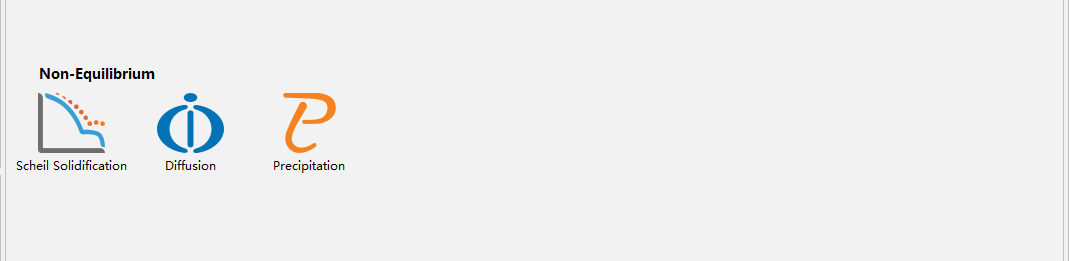 Non-Equilibrium
Scheil Solidification
Diffusion
Precipitation